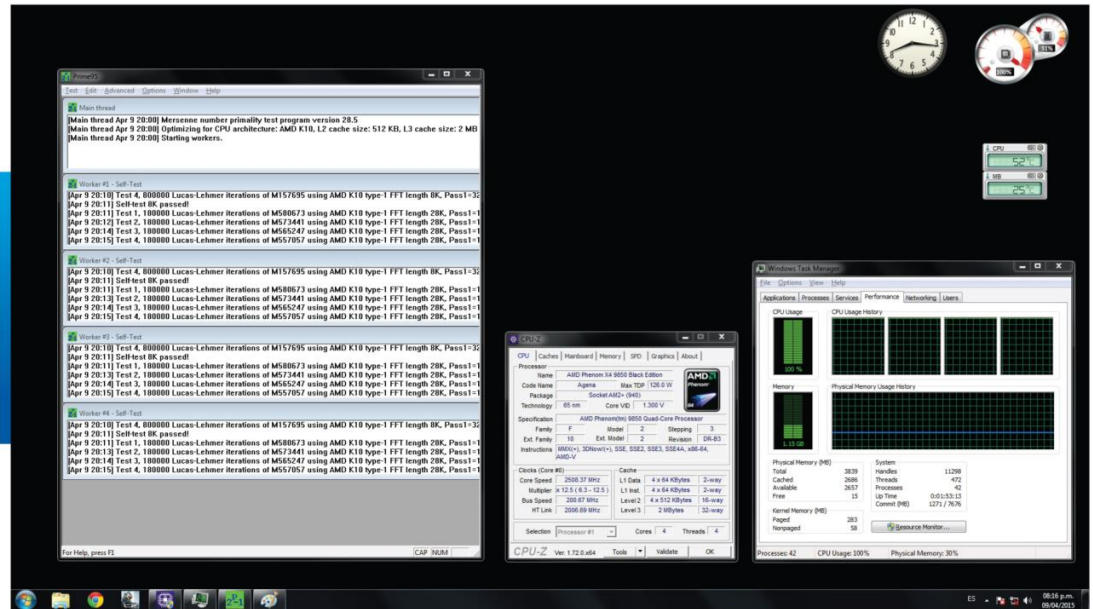 Prime95
Test Edit Advanced Options Window Help
Main thread
[Main thread Apr 9 20:00] Mersenne number primality test program version 28.5
[Main thread Apr 9 20:00] Optimizing for CPU architecture: AMD K10, L2 cache size: 512 KB, L3 cache size: 2 MB
[Main thread Apr 9 20:00] Starting workers.
Worker #1 - Self-Test
[Apr 9 20:10] Test 4, 800000 Lucas-Lehmer iterations of M157695 using AMD K10 type-1 FFT length 8K, Pass1=32
[Apr 9 20:11] Self-test 8K passed!
[Apr 9 20:11] Test 1, 180000 Lucas-Lehmer iterations of M580673 using AMD K10 type-1 FFT length 28K, Pass1=1
[Apr 9 20:12] Test 2, 180000 Lucas-Lehmer iterations of M573441 using AMD K10 type-1 FFT length 28K, Pass1=1
[Apr 9 20:14] Test 3, 180000 Lucas-Lehmer iterations of M565247 using AMD K10 type-1 FFT length 28K, Pass1=1
[Apr 9 20:15] Test 4, 180000 Lucas-Lehmer iterations of M557057 using AMD K10 type-1 FFT length 28K, Pass1=1
Worker #2 - Self-Test
[Apr 9 20:10] Test 4, 800000 Lucas-Lehmer iterations of M157695 using AMD K10 type-1 FFT length 8K, Pass1=32
[Apr 9 20:11] Self-test 8K passed!
[Apr 9 20:11] Test 1, 180000 Lucas-Lehmer iterations of M580673 using AMD K10 type-1 FFT length 28K, Pass1=1
[Apr 9 20:13] Test 2, 180000 Lucas-Lehmer iterations of M573441 using AMD K10 type-1 FFT length 28K, Pass1=1
[Apr 9 20:14] Test 3, 180000 Lucas-Lehmer iterations of M565247 using AMD K10 type-1 FFT length 28K, Pass1=1
[Apr 9 20:15] Test 4, 180000 Lucas-Lehmer iterations of M557057 using AMD K10 type-1 FFT length 28K, Pass1=1
Worker #3 - Self-Test
[Apr 9 20:10] Test 4, 800000 Lucas-Lehmer iterations of M157695 using AMD K10 type-1 FFT length 8K, Pass1=32
[Apr 9 20:11] Self-test 8K passed!
[Apr 9 20:11] Test 1, 180000 Lucas-Lehmer iterations of M580673 using AMD K10 type-1 FFT length 28K, Pass1=1
[Apr 9 20:13] Test 2, 180000 Lucas-Lehmer iterations of M573441 using AMD K10 type-1 FFT length 28K, Pass1=1
[Apr 9 20:14] Test 3, 180000 Lucas-Lehmer iterations of M565247 using AMD K10 type-1 FFT length 28K, Pass1=1
[Apr 9 20:15] Test 4, 180000 Lucas-Lehmer iterations of M557057 using AMD K10 type-1 FFT length 28K, Pass1=1
Worker #4 - Self-Test
[Apr 9 20:10] Test 4, 800000 Lucas-Lehmer iterations of M157695 using AMD K10 type-1 FFT length 8K, Pass1=32
[Apr 9 20:11] Self-test 8K passed!
[Apr 9 20:11] Test 1, 180000 Lucas-Lehmer iterations of M580673 using AMD K10 type-1 FFT length 28K, Pass1=1
[Apr 9 20:13] Test 2, 180000 Lucas-Lehmer iterations of M573441 using AMD K10 type-1 FFT length 28K, Pass1=1
[Apr 9 20:14] Test 3, 180000 Lucas-Lehmer iterations of M565247 using AMD K10 type-1 FFT length 28K, Pass1=1
[Apr 9 20:15] Test 4, 180000 Lucas-Lehmer iterations of M557057 using AMD K10 type-1 FFT length 28K, Pass1=1
For Help, press F1 CAP NUM
CPU-Z
CPU Caches Mainboard Memory SPD Graphics About
Processor
Name AMD Phenom X4 9850 Black Edition
Code Name Agena Max TDP 126.0 W
Package Socket AM2+ (940)
Technology 65 nm Core VID 1.300 V
AMD Phenom 64
Specification AMD Phenom(tm) 9850 Quad-Core Processor
Family F Model 2 Stepping 3
Ext. Family 10 Ext. Model 2 Revision DR-B3
Instructions MMX(+), 3DNow!(+), SSE, SSE2, SSE3, SSE4A, x86-64,
AMD-V
Clocks (Core #0) Cache
Core Speed 2508.37 MHz L1 Data 4 x 64 KBytes 2-way
Multiplier x 12.5 ( 6.3 - 12.5 ) L1 Inst. 4 x 64 KBytes 2-way
Bus Speed 200.67 MHz Level 2 4 x 512 KBytes 16-way
HT Link 2006.69 MHz Level 3 2 MBytes 32-way
Selection Processor #1 Cores 4 Threads 4
CPU-Z Ver. 1.72.0.x64 Tools Validate OK
12
11
10
9
8
7
6
5
4
3
2
1
100%
51%
CPU
52°C
MB
25°C
Windows Task Manager
File Options View Help
Applications Processes Services Performance Networking Users
CPU Usage CPU Usage History
100 %
Memory Physical Memory Usage History
1.15 GB
Physical Memory (MB) System
Total 3839 Handles 11298
Cached 2686 Threads 472
Available 2657 Processes 42
Free 15 Up Time 0:01:53:13
Commit (MB) 1271 / 7676
Kernel Memory (MB)
Paged 283
Nonpaged 58 Resource Monitor...
Processes: 42 CPU Usage: 100% Physical Memory: 30%
ES 08:16 p.m.
09/04/2015